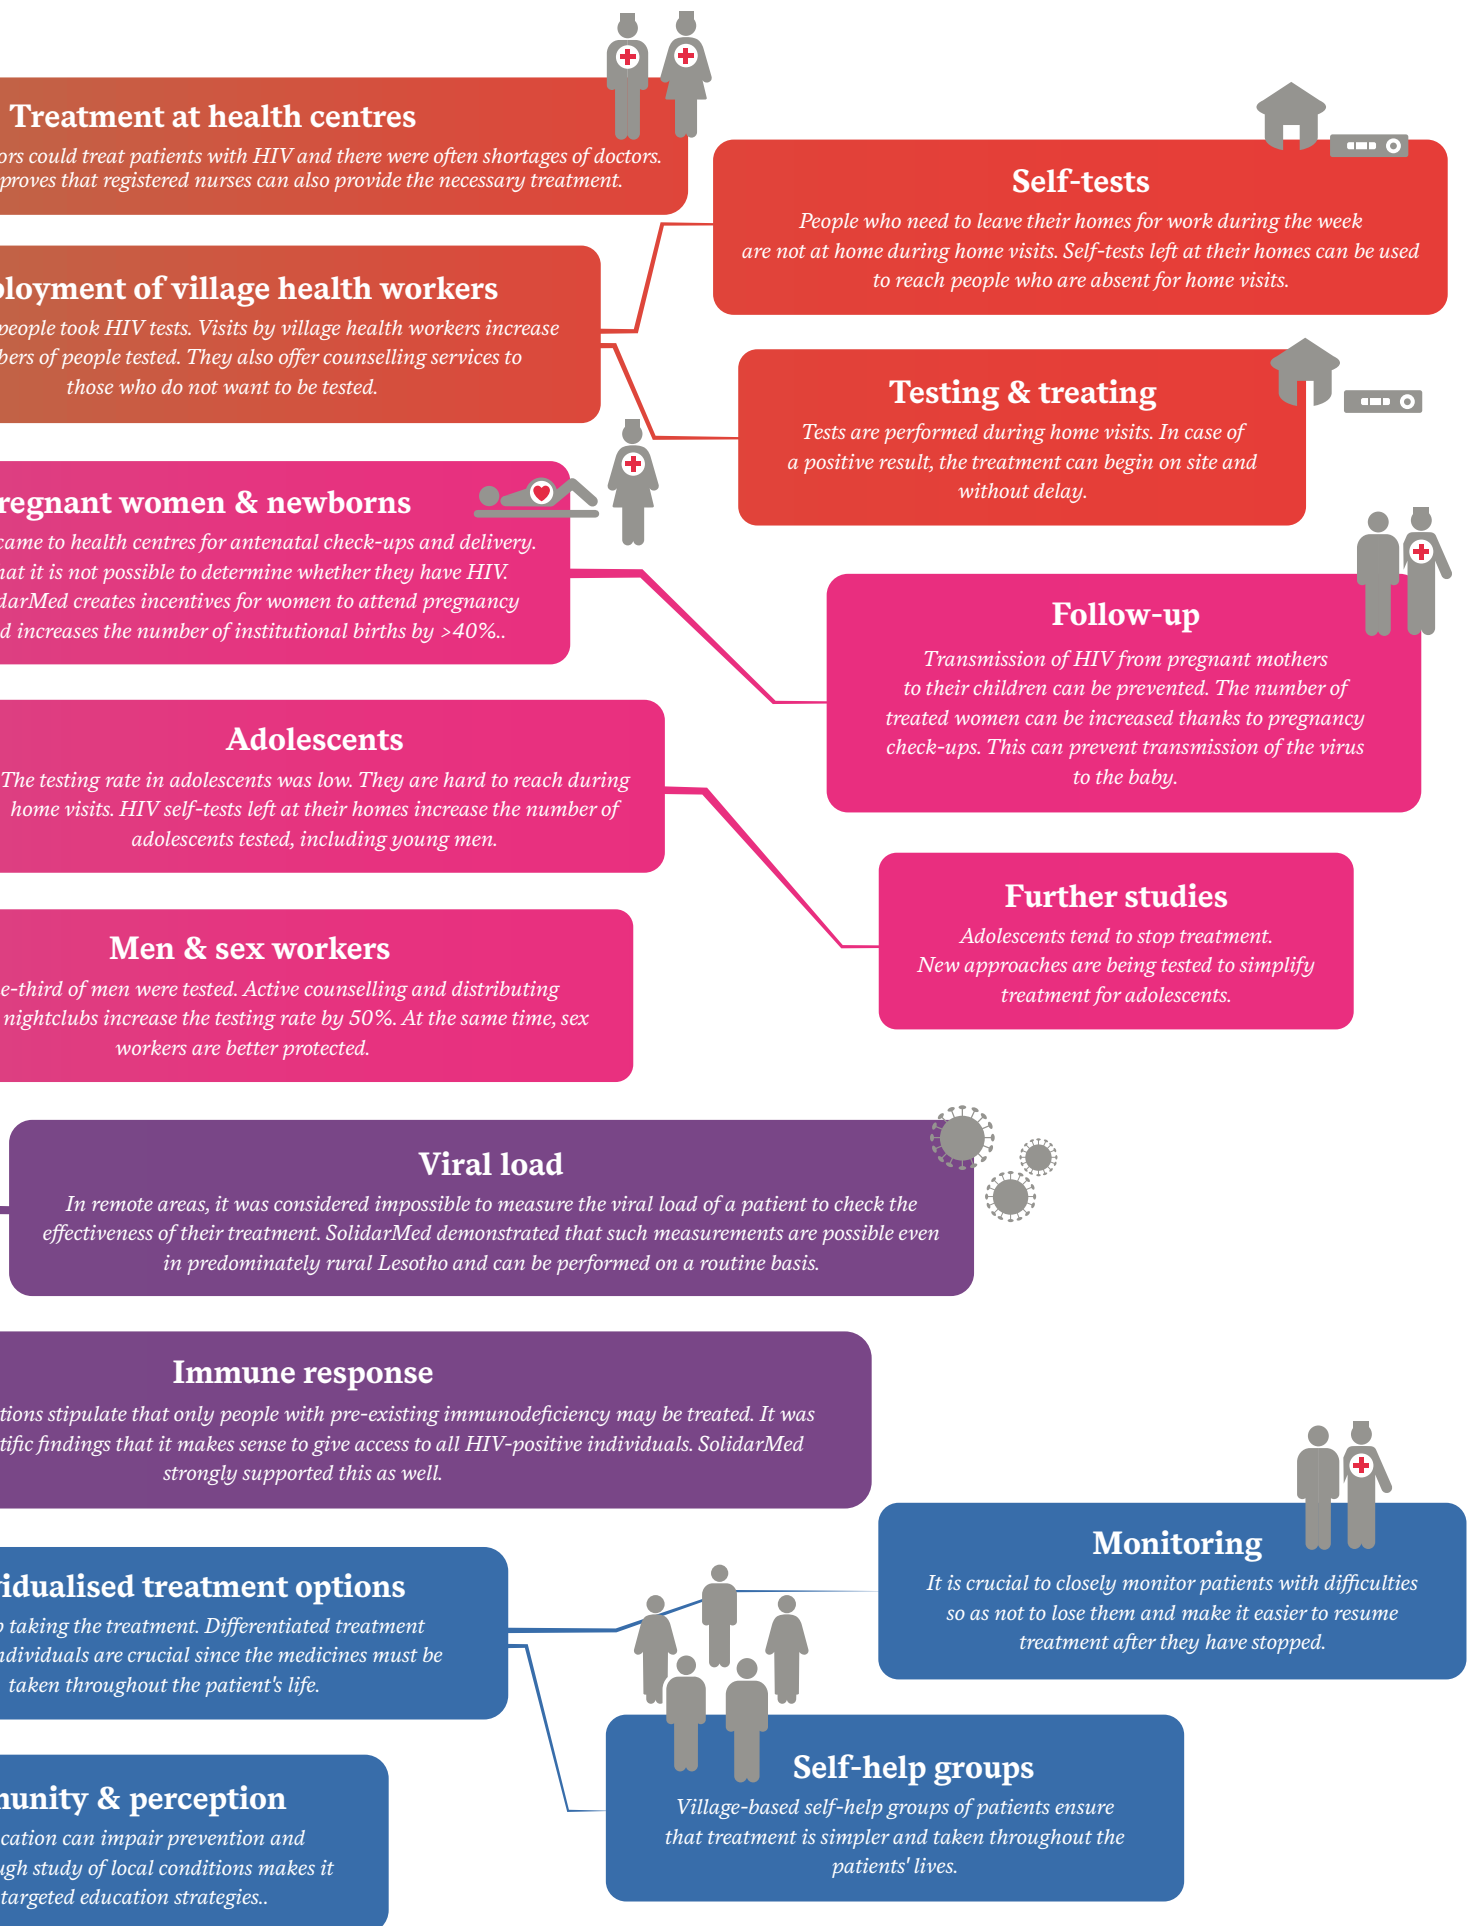 Treatment at health centres
ors could treat patients with HIV and there were often shortages of doctors.
proves that registered nurses can also provide the necessary treatment.
Self-tests
People who need to leave their homes for work during the week
are not at home during home visits. Self-tests left at their homes can be used
to reach people who are absent for home visits.
loyment of village health workers
people took HIV tests. Visits by village health workers increase
bers of people tested. They also offer counselling services to
those who do not want to be tested.
Testing & treating
Tests are performed during home visits. In case of
a positive result, the treatment can begin on site and
without delay.
regnant women & newborns
came to health centres for antenatal check-ups and delivery.
hat it is not possible to determine whether they have HIV.
idarMed creates incentives for women to attend pregnancy
d increases the number of institutional births by >40%..
Follow-up
Transmission of HIV from pregnant mothers
to their children can be prevented. The number of
treated women can be increased thanks to pregnancy
check-ups. This can prevent transmission of the virus
to the baby.
Adolescents
The testing rate in adolescents was low. They are hard to reach during
home visits. HIV self-tests left at their homes increase the number of
adolescents tested, including young men.
Further studies
Adolescents tend to stop treatment.
New approaches are being tested to simplify
treatment for adolescents.
Men & sex workers
e-third of men were tested. Active counselling and distributing
nightclubs increase the testing rate by 50%. At the same time, sex
workers are better protected.
Viral load
In remote areas, it was considered impossible to measure the viral load of a patient to check the
effectiveness of their treatment. SolidarMed demonstrated that such measurements are possible even
in predominately rural Lesotho and can be performed on a routine basis.
Immune response
tions stipulate that only people with pre-existing immunodeficiency may be treated. It was
tific findings that it makes sense to give access to all HIV-positive individuals. SolidarMed
strongly supported this as well.
Monitoring
It is crucial to closely monitor patients with difficulties
so as not to lose them and make it easier to resume
treatment after they have stopped.
idualised treatment options
p taking the treatment. Differentiated treatment
ndividuals are crucial since the medicines must be
taken throughout the patient's life.
Self-help groups
Village-based self-help groups of patients ensure
that treatment is simpler and taken throughout the
patients' lives.
munity & perception
cation can impair prevention and
ugh study of local conditions makes it
targeted education strategies..